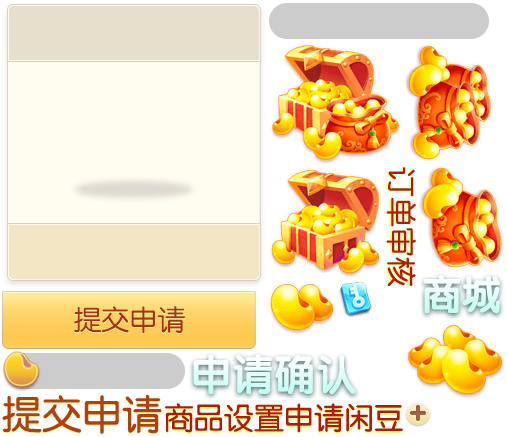 订单审核
商城
提交申请
申请确认
提交申请
商品设置申请闲豆